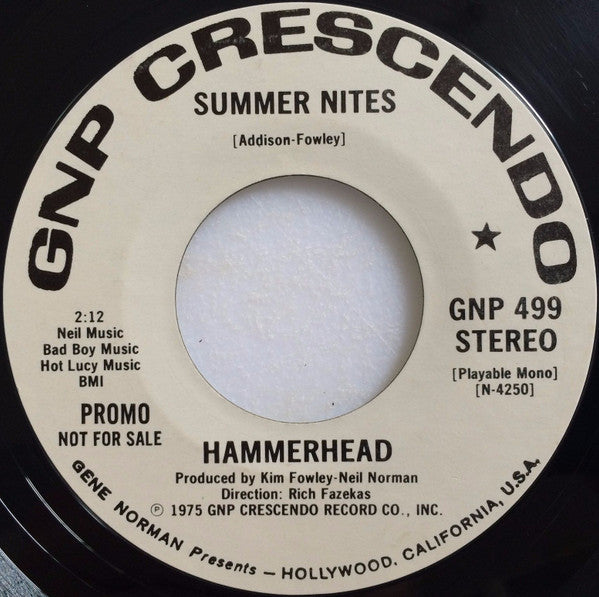 GNP CRESCENDO
SUMMER NITES
[Addison-Fowley]
★
2:12
Neil Music
Bad Boy Music
Hot Lucy Music
BMI
GNP 499
STEREO
[Playable Mono]
[N-4250]
PROMO
NOT FOR SALE
HAMMERHEAD
Produced by Kim Fowley-Neil Norman
Direction: Rich Fazekas
℗ 1975 GNP CRESCENDO RECORD CO., INC.
GENE NORMAN Presents — HOLLYWOOD, CALIFORNIA, U.S.A.